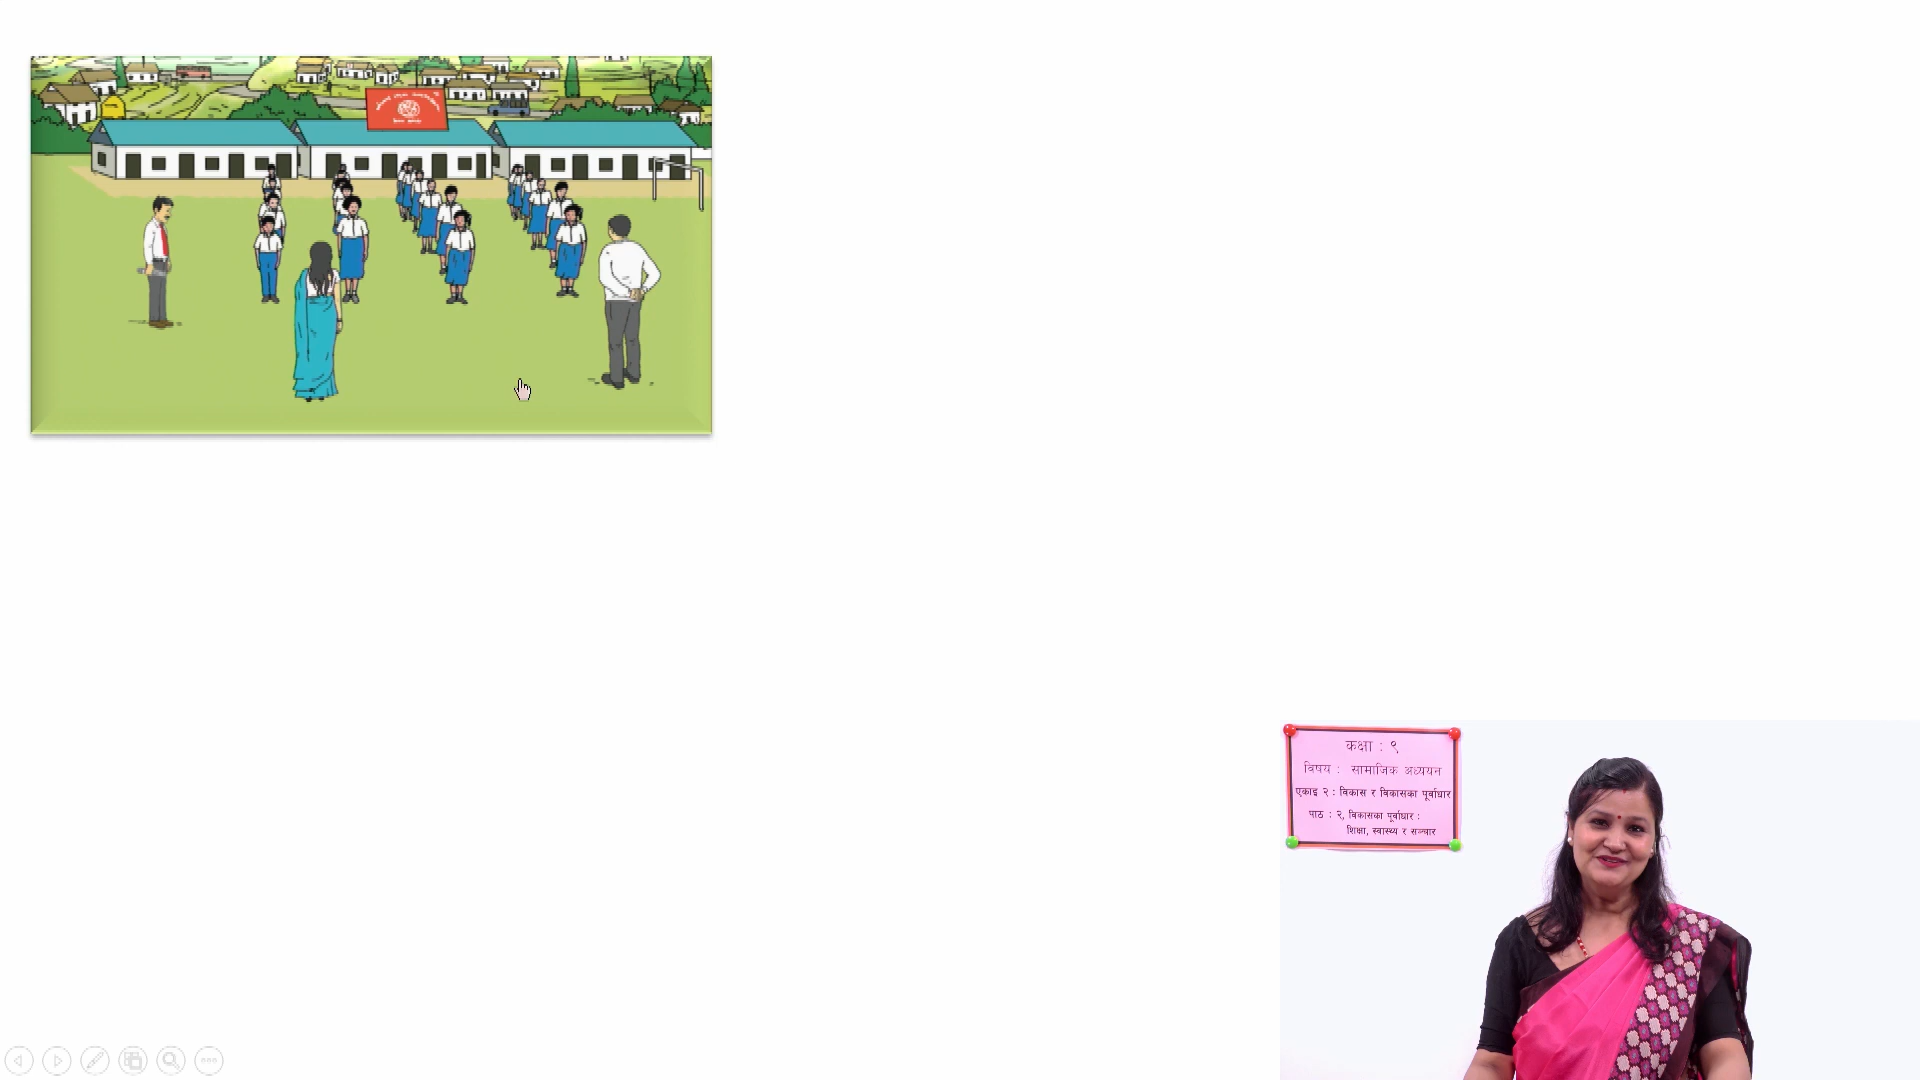 कक्षा : ९
विषय : सामाजिक अध्ययन
एकाइ २ : विकास र विकासका पूर्वाधार
पाठ : २, विकासका पूर्वाधार :
शिक्षा, स्वास्थ्य र सञ्चार